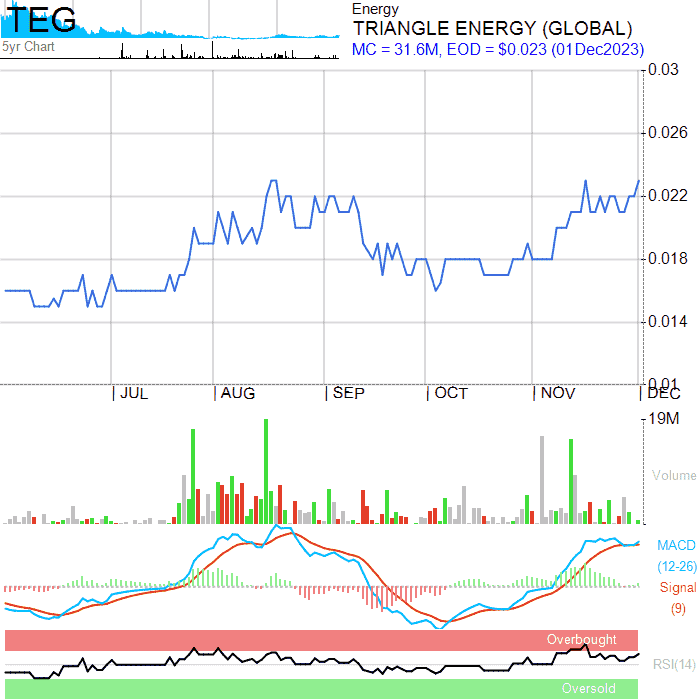 TEG
5yr Chart
Energy
TRIANGLE ENERGY (GLOBAL)
MC = 31.6M, EOD = $0.023 (01Dec2023)
0.03
0.026
0.022
0.018
0.014
0.01
JUL AUG SEP OCT NOV DEC
19M
Volume
MACD
(12-26)
Signal
(9)
Overbought
RSI(14)
Oversold